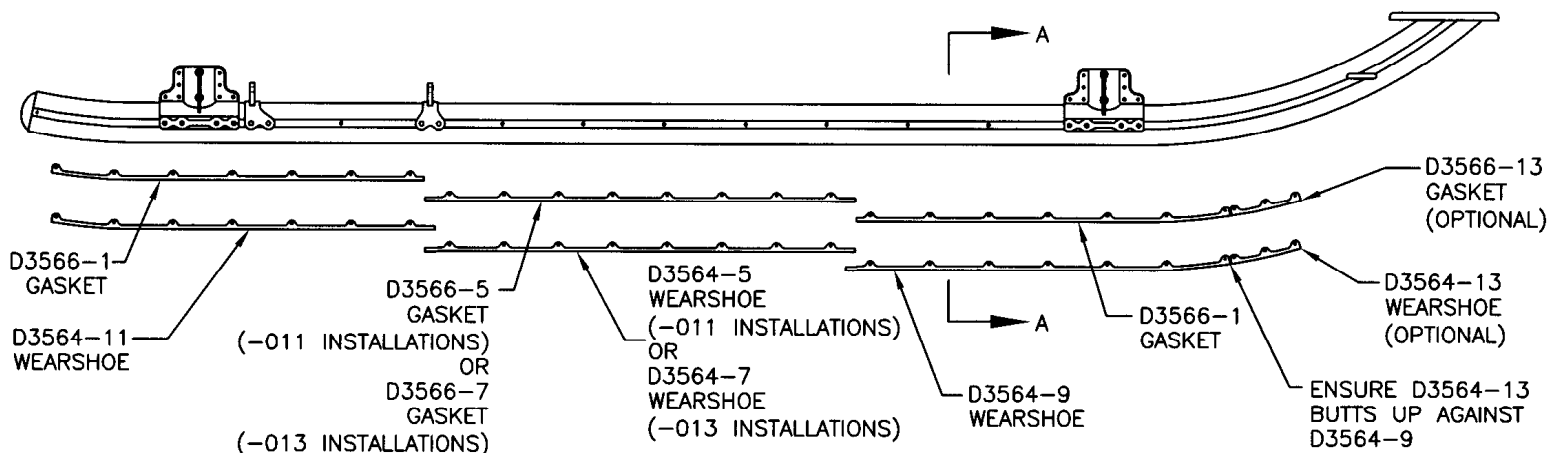 A
D3566-13
GASKET
(OPTIONAL)
D3566-1
GASKET
D3564-11
WEARSHOE
D3566-5
GASKET
(-011 INSTALLATIONS)
OR
D3566-7
GASKET
(-013 INSTALLATIONS)
D3564-5
WEARSHOE
(-011 INSTALLATIONS)
OR
D3564-7
WEARSHOE
(-013 INSTALLATIONS)
D3564-9
WEARSHOE
A
D3566-1
GASKET
D3564-13
WEARSHOE
(OPTIONAL)
ENSURE D3564-13
BUTTS UP AGAINST
D3564-9